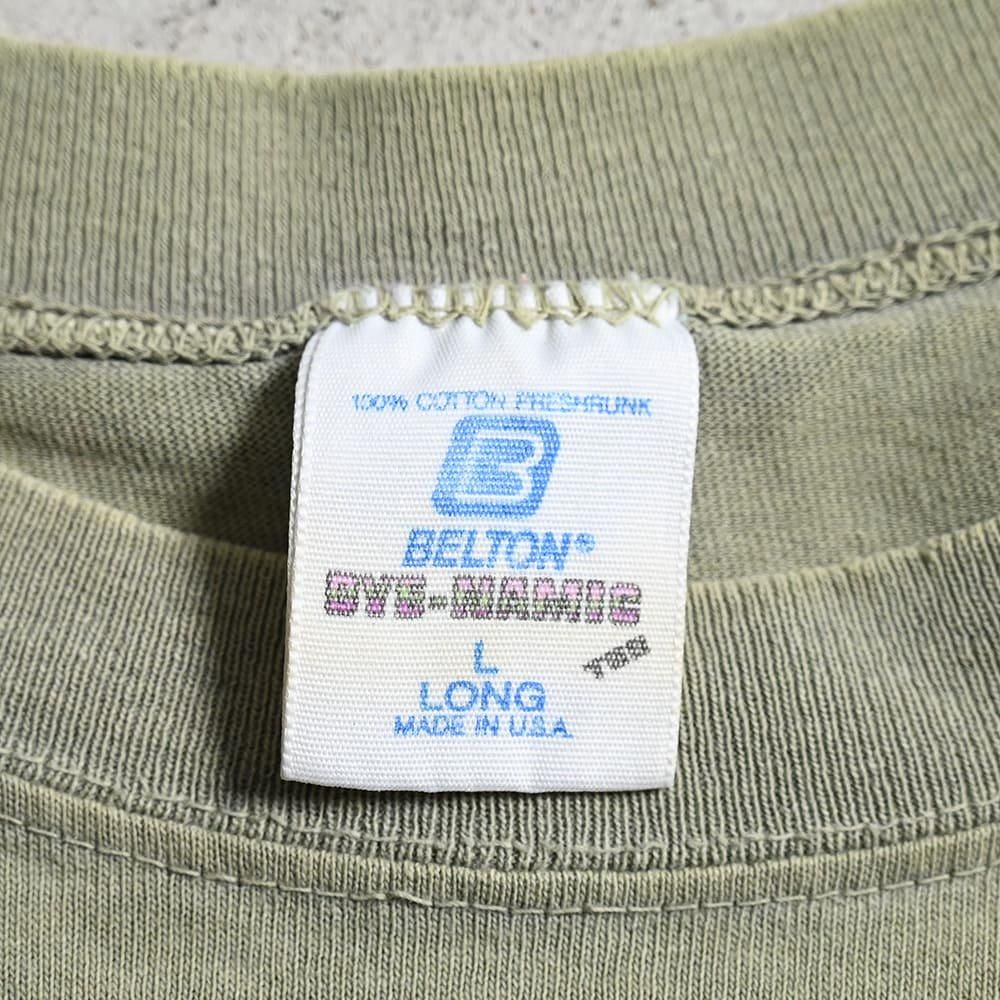 100% COTTON PRESHRUNK
B
BELTON®
DYE-NAMIC
L
LONG
MADE IN U.S.A.